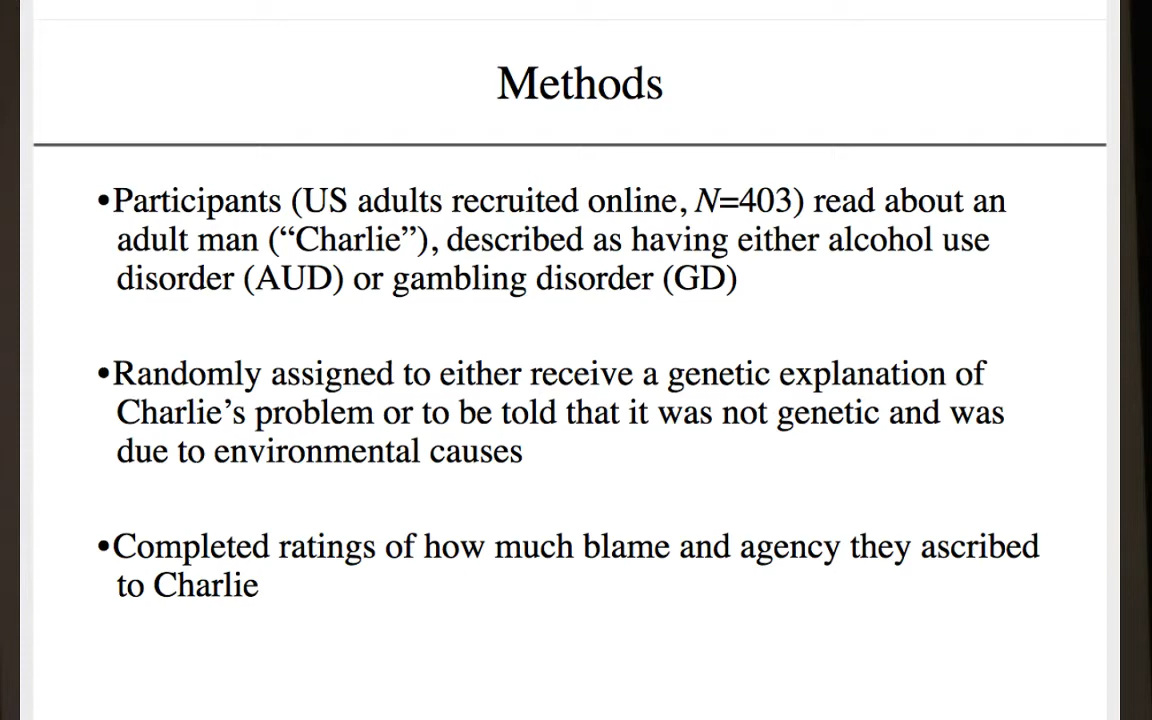 Methods
•Participants (US adults recruited online, N=403) read about an
adult man (“Charlie”), described as having either alcohol use
disorder (AUD) or gambling disorder (GD)
•Randomly assigned to either receive a genetic explanation of
Charlie’s problem or to be told that it was not genetic and was
due to environmental causes
•Completed ratings of how much blame and agency they ascribed
to Charlie